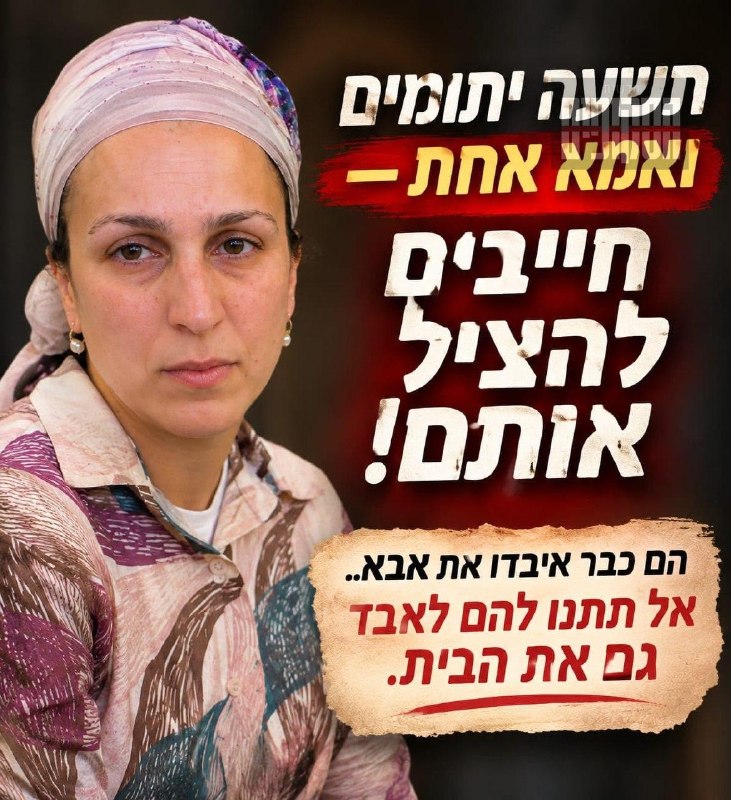 תשעה יתומים
ואמא אחת –
חייבים
להציל
אותם!
הם כבר איבדו את אבא..
אל תתנו להם לאבד
גם את הבית.